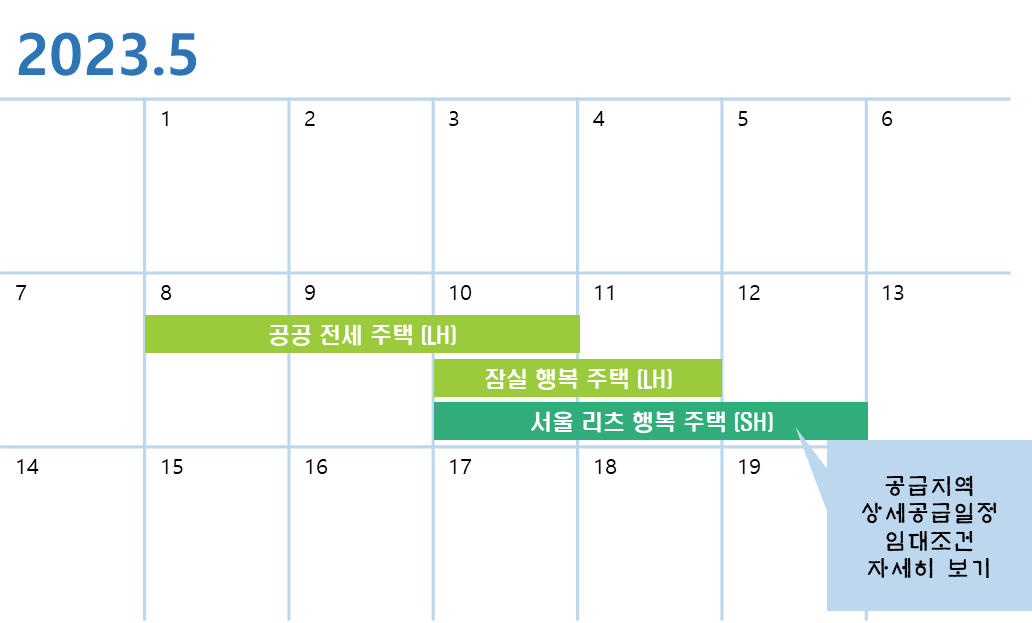 2023.5
1 2 3 4 5 6
7 8 9 10 11 12 13
공공 전세 주택 (LH)
잠실 행복 주택 (LH)
서울 리츠 행복 주택 (SH)
14 15 16 17 18 19
공급지역
상세공급일정
임대조건
자세히 보기